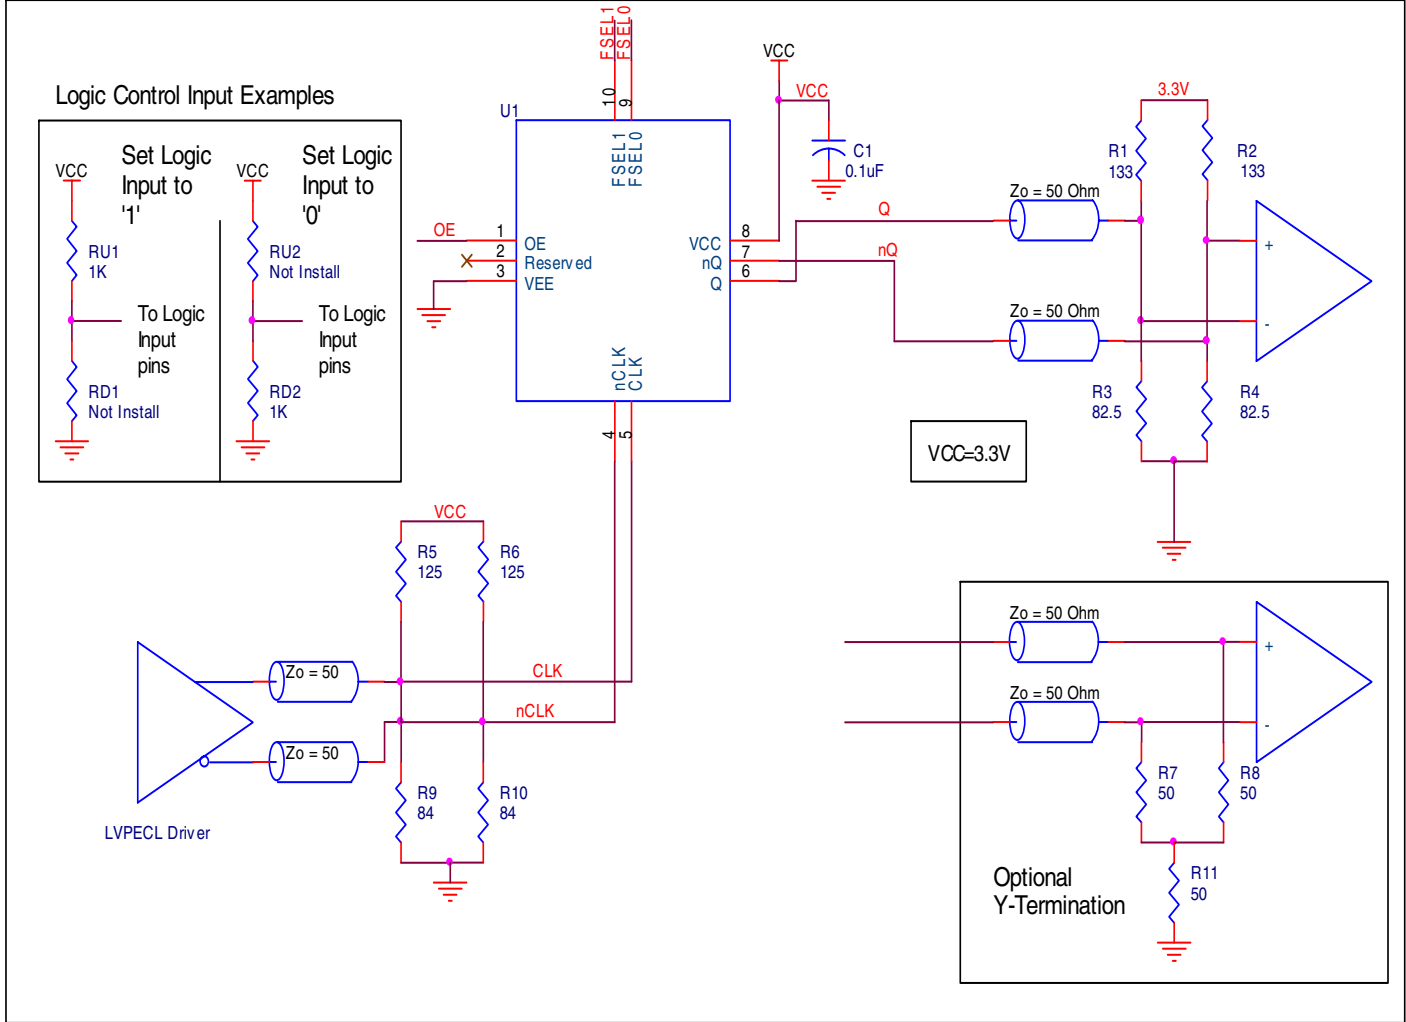 FSEL1
FSEL0
VCC
Logic Control Input Examples
10
9
U1
VCC
3.3V
VCC
Set Logic
Input to
'1'
VCC
Set Logic
Input to
'0'
FSEL1
FSEL0
C1
0.1uF
R1
133
R2
133
Zo = 50 Ohm
RU1
1K
RU2
Not Install
OE
1
OE
2
Reserved
3
VEE
VCC
8
nQ
7
Q
6
Q
nQ
+
-
To Logic
Input
pins
To Logic
Input
pins
Zo = 50 Ohm
RD1
Not Install
RD2
1K
nCLK
CLK
4
5
R3
82.5
R4
82.5
VCC=3.3V
VCC
R5
125
R6
125
Zo = 50
CLK
nCLK
Zo = 50
R9
84
R10
84
LVPECL Driver
Zo = 50 Ohm
+
Zo = 50 Ohm
-
R7
50
R8
50
R11
50
Optional
Y-Termination